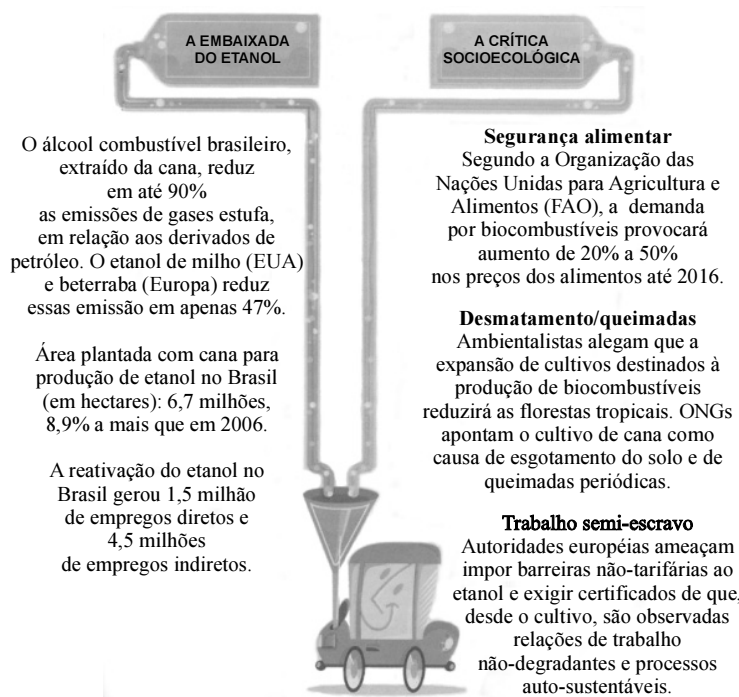 A EMBAIXADA
DO ETANOL
O álcool combustível brasileiro,
extraído da cana, reduz
em até 90%
as emissões de gases estufa,
em relação aos derivados de
petróleo. O etanol de milho (EUA)
e beterraba (Europa) reduz
essas emissão em apenas 47%.
Área plantada com cana para
produção de etanol no Brasil
(em hectares): 6,7 milhões,
8,9% a mais que em 2006.
A reativação do etanol no
Brasil gerou 1,5 milhão
de empregos diretos e
4,5 milhões
de empregos indiretos.
A CRÍTICA
SOCIOECOLÓGICA
Segurança alimentar
Segundo a Organização das
Nações Unidas para Agricultura e
Alimentos (FAO), a demanda
por biocombustíveis provocará
aumento de 20% a 50%
nos preços dos alimentos até 2016.
Desmatamento/queimadas
Ambientalistas alegam que a
expansão de cultivos destinados à
produção de biocombustíveis
reduzirá as florestas tropicais. ONGs
apontam o cultivo de cana como
causa de esgotamento do solo e de
queimadas periódicas.
Trabalho semi-escravo
Autoridades européias ameaçam
impor barreiras não-tarifárias ao
etanol e exigir certificados de que,
desde o cultivo, são observadas
relações de trabalho
não-degradantes e processos
auto-sustentáveis.